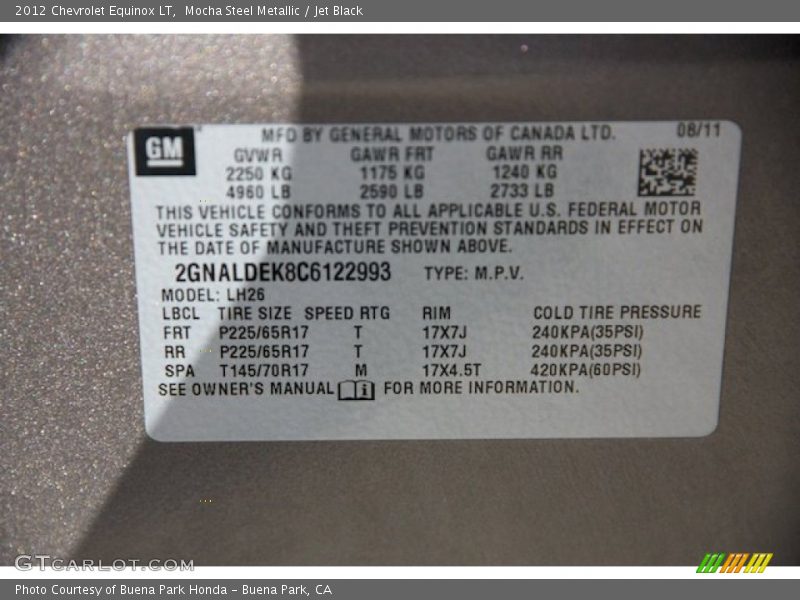 2012 Chevrolet Equinox LT,  Mocha Steel Metallic / Jet Black
MFD BY GENERAL MOTORS OF CANADA LTD. 08/11
GM
GVWR GAWR FRT GAWR RR
2250 KG 1175 KG 1240 KG
4960 LB 2590 LB 2733 LB
THIS VEHICLE CONFORMS TO ALL APPLICABLE U.S. FEDERAL MOTOR
VEHICLE SAFETY AND THEFT PREVENTION STANDARDS IN EFFECT ON
THE DATE OF MANUFACTURE SHOWN ABOVE.
2GNALDEK8C6122993 TYPE: M.P.V.
MODEL: LH26
LBCL TIRE SIZE SPEED RTG RIM COLD TIRE PRESSURE
FRT P225/65R17 T 17X7J 240KPA(35PSI)
RR P225/65R17 T 17X7J 240KPA(35PSI)
SPA T145/70R17 M 17X4.5T 420KPA(60PSI)
SEE OWNER'S MANUAL FOR MORE INFORMATION.
GTCARLOT.COM
Photo Courtesy of Buena Park Honda - Buena Park, CA